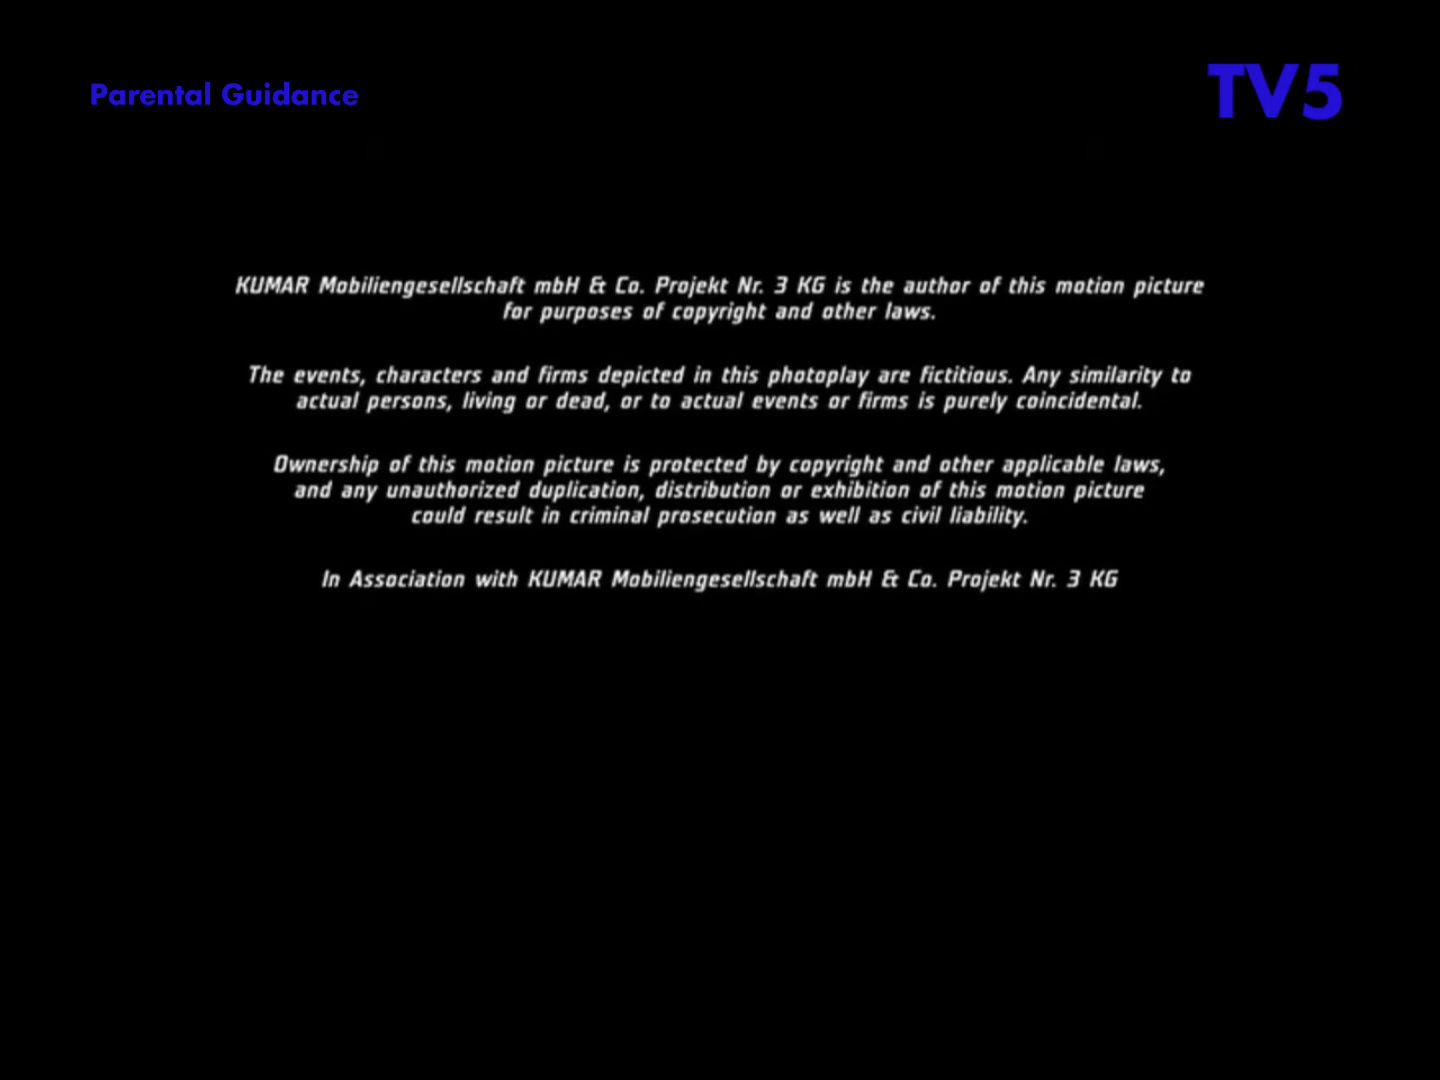 Parental Guidance
TV5
KUMAR Mobiliengesellschaft mbH & Co. Projekt Nr. 3 KG is the author of this motion picture
for purposes of copyright and other laws.
The events, characters and firms depicted in this photoplay are fictitious. Any similarity to
actual persons, living or dead, or to actual events or firms is purely coincidental.
Ownership of this motion picture is protected by copyright and other applicable laws,
and any unauthorized duplication, distribution or exhibition of this motion picture
could result in criminal prosecution as well as civil liability.
In Association with KUMAR Mobiliengesellschaft mbH & Co. Projekt Nr. 3 KG